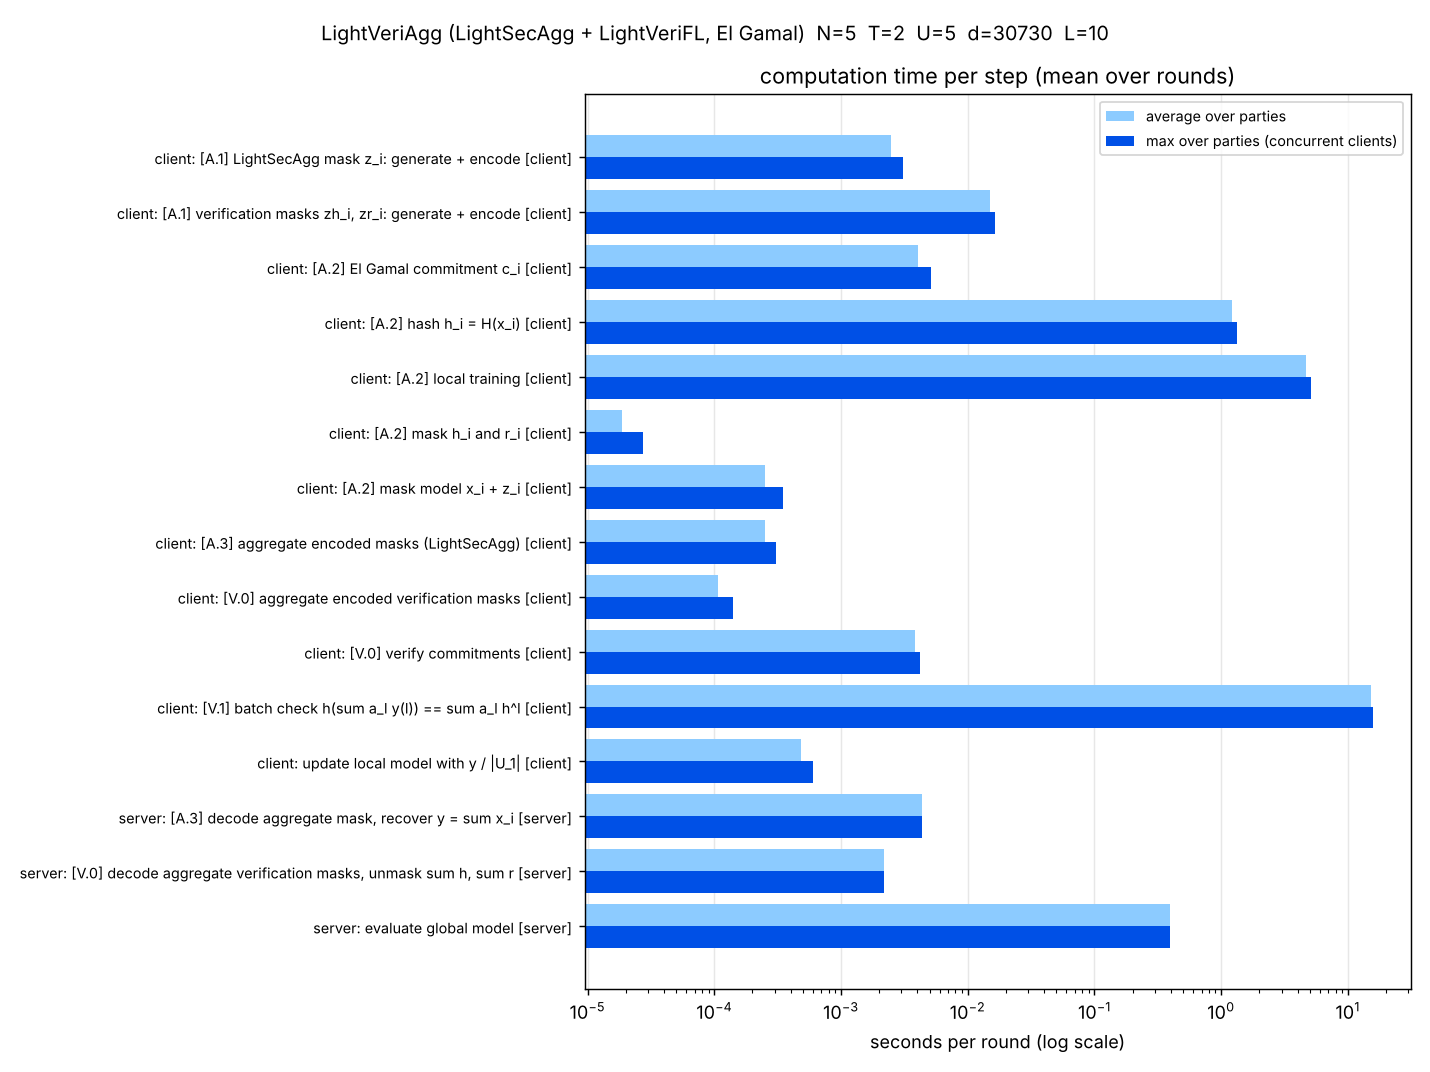 LightVeriAgg (LightSecAgg + LightVeriFL, El Gamal)  N=5  T=2  U=5  d=30730  L=10
computation time per step (mean over rounds)
average over parties
max over parties (concurrent clients)
client: [A.1] LightSecAgg mask z_i: generate + encode [client]
client: [A.1] verification masks zh_i, zr_i: generate + encode [client]
client: [A.2] El Gamal commitment c_i [client]
client: [A.2] hash h_i = H(x_i) [client]
client: [A.2] local training [client]
client: [A.2] mask h_i and r_i [client]
client: [A.2] mask model x_i + z_i [client]
client: [A.3] aggregate encoded masks (LightSecAgg) [client]
client: [V.0] aggregate encoded verification masks [client]
client: [V.0] verify commitments [client]
client: [V.1] batch check h(sum a_l y(l)) == sum a_l h^l [client]
client: update local model with y / |U_1| [client]
server: [A.3] decode aggregate mask, recover y = sum x_i [server]
server: [V.0] decode aggregate verification masks, unmask sum h, sum r [server]
server: evaluate global model [server]
10⁻⁵ 10⁻⁴ 10⁻³ 10⁻² 10⁻¹ 10⁰ 10¹
seconds per round (log scale)